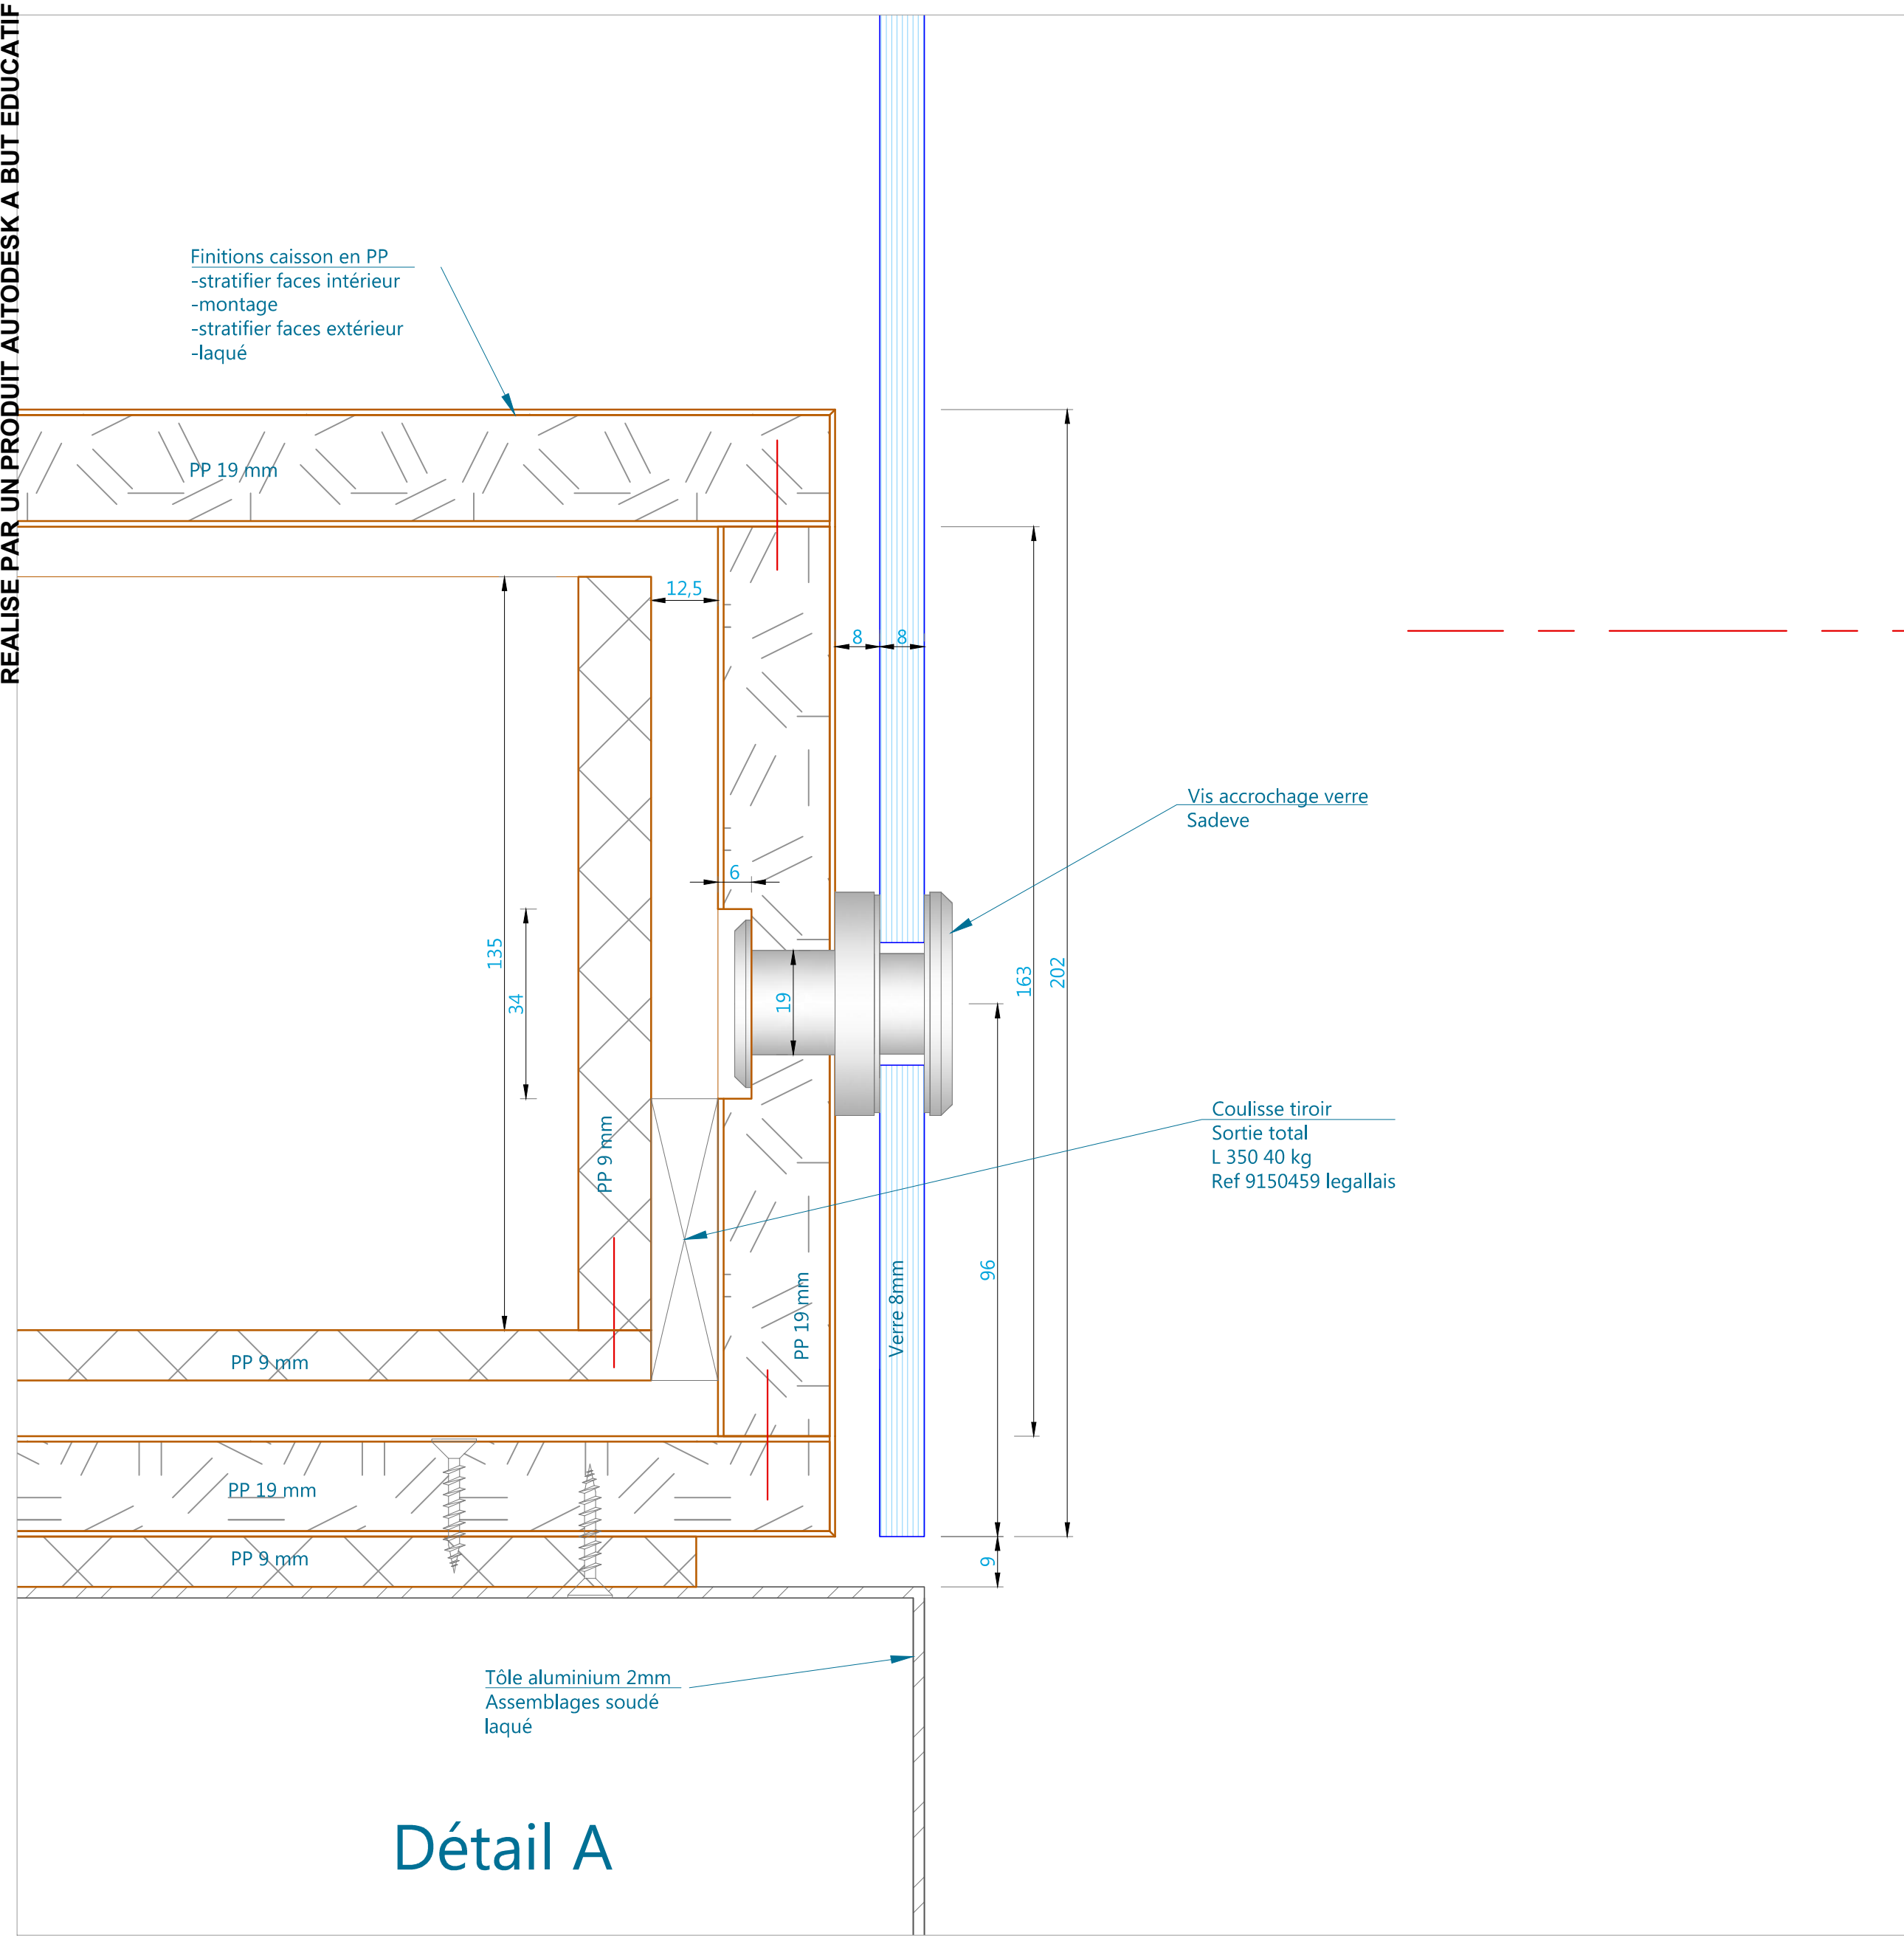 REALISE PAR UN PRODUIT AUTODESK A BUT EDUCATIF
Finitions caisson en PP
-stratifier faces intérieur
-montage
-stratifier faces extérieur
-laqué
PP 19 mm
12,5
8
8
Vis accrochage verre
Sadeve
6
135
34
19
163
202
Coulisse tiroir
Sortie total
L 350 40 kg
Ref 9150459 legallais
PP 9 mm
PP 19 mm
Verre 8mm
96
PP 9 mm
PP 19 mm
PP 9 mm
9
Tôle aluminium 2mm
Assemblages soudé
laqué
Détail A